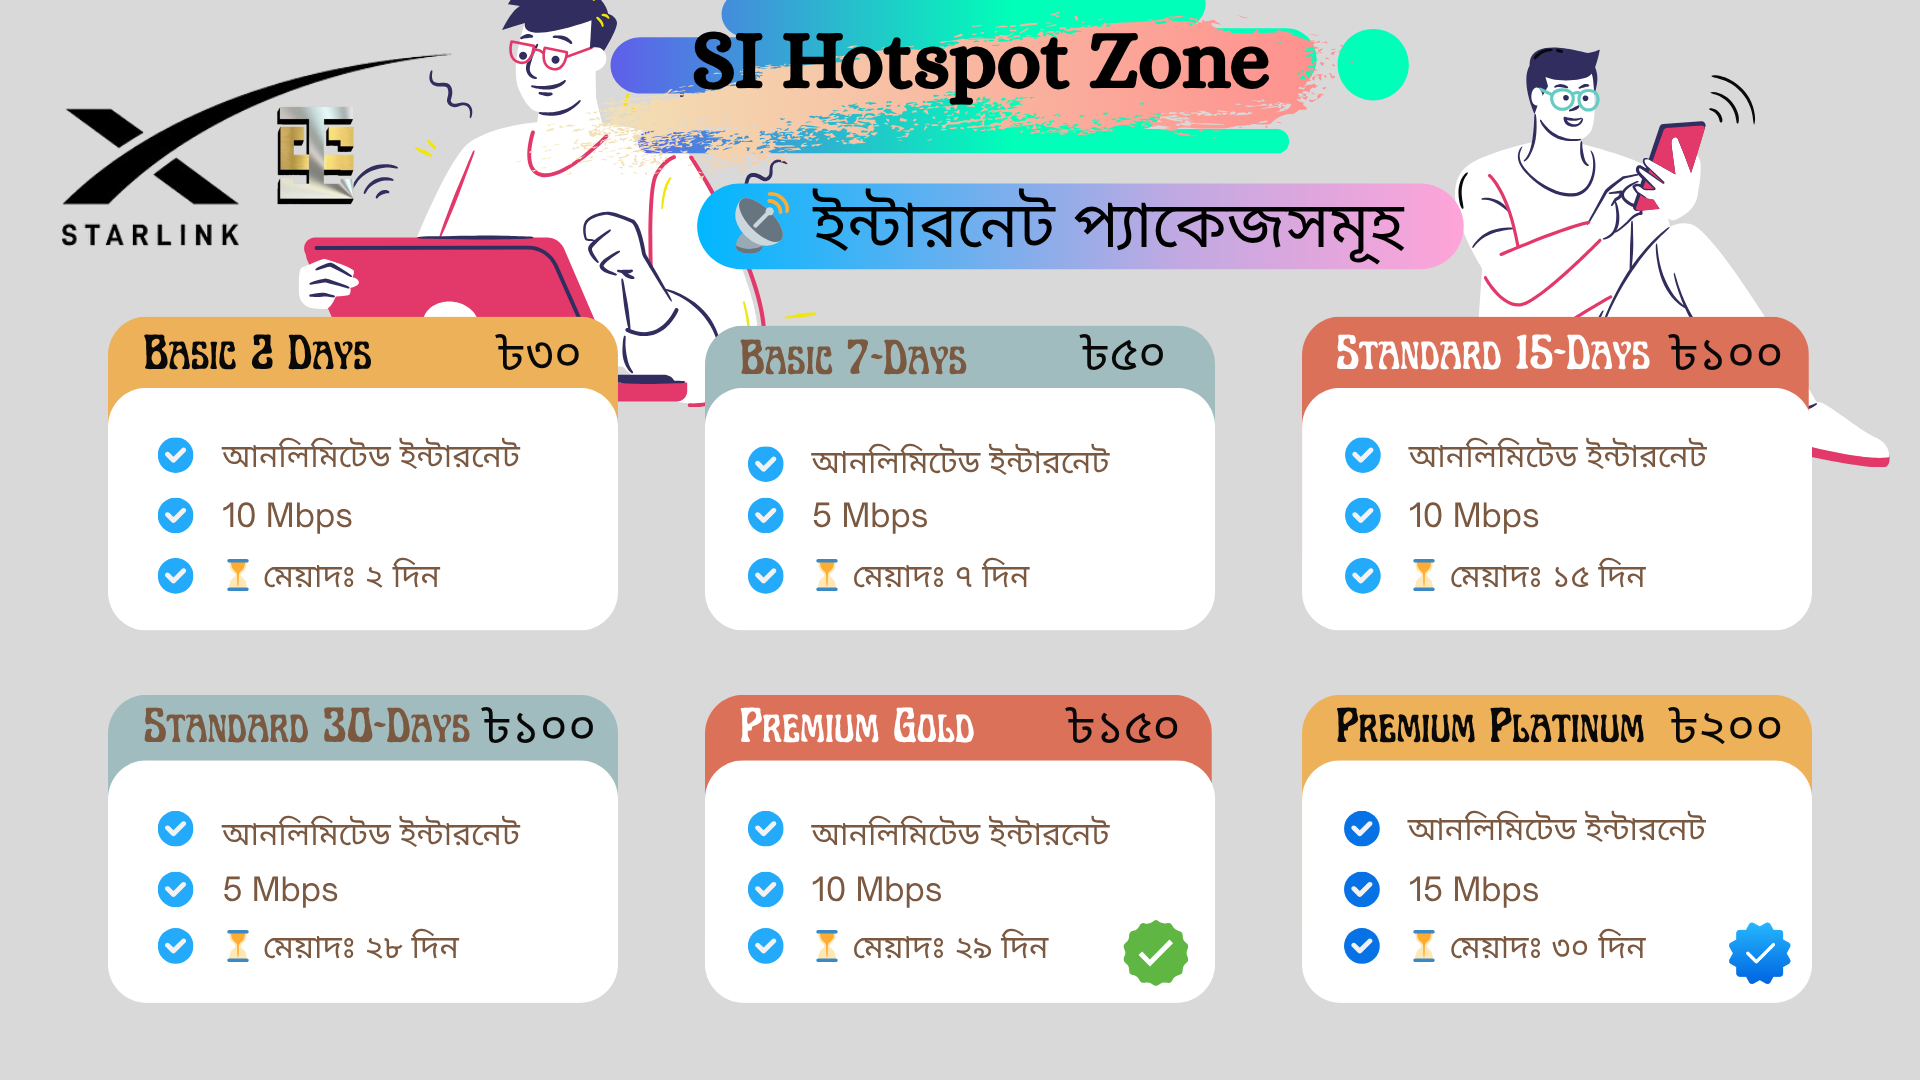 SI Hotspot Zone
STARLINK
ইন্টারনেট প্যাকেজসমূহ
Basic 2 Days ৳৩০
আনলিমিটেড ইন্টারনেট
10 Mbps
মেয়াদঃ ২ দিন
Basic 7-Days ৳৫০
আনলিমিটেড ইন্টারনেট
5 Mbps
মেয়াদঃ ৭ দিন
Standard 15-Days ৳১০০
আনলিমিটেড ইন্টারনেট
10 Mbps
মেয়াদঃ ১৫ দিন
Standard 30-Days ৳১০০
আনলিমিটেড ইন্টারনেট
5 Mbps
মেয়াদঃ ২৮ দিন
Premium Gold ৳১৫০
আনলিমিটেড ইন্টারনেট
10 Mbps
মেয়াদঃ ২৯ দিন
Premium Platinum ৳২০০
আনলিমিটেড ইন্টারনেট
15 Mbps
মেয়াদঃ ৩০ দিন